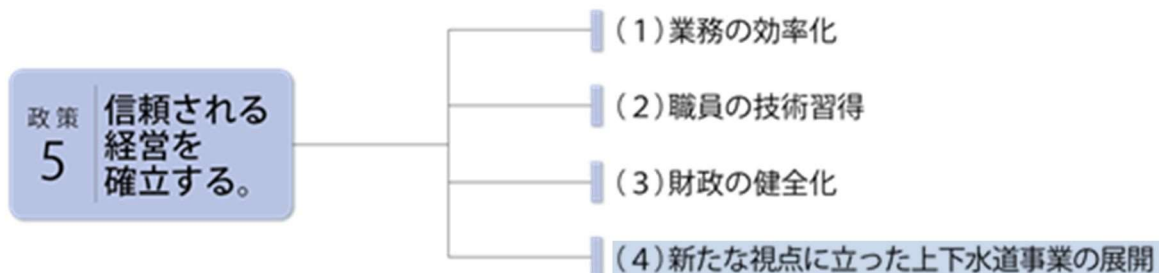 政策
5
信頼される
経営を
確立する。
(1)業務の効率化
(2)職員の技術習得
(3)財政の健全化
(4)新たな視点に立った上下水道事業の展開